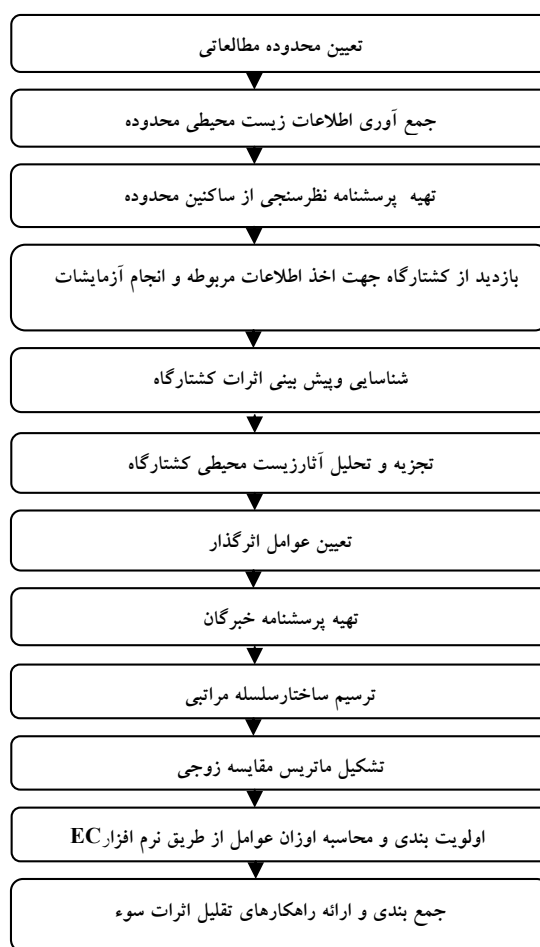 تعیین محدوده مطالعاتی
جمع آوری اطلاعات زیست محیطی محدوده
تهیه پرسشنامه نظرسنجی از ساکنین محدوده
بازدید از کشتارگاه جهت اخذ اطلاعات مربوطه و انجام آزمایشات
شناسایی وپیش بینی اثرات کشتارگاه
تجزیه و تحلیل آثارزیست محیطی کشتارگاه
تعیین عوامل اثرگذار
تهیه پرسشنامه خبرگان
ترسیم ساختارسلسله مراتبی
تشکیل ماتریس مقایسه زوجی
اولویت بندی و محاسبه اوزان عوامل از طریق نرم افزارEC
جمع بندی و ارائه راهکارهای تقلیل اثرات سوء